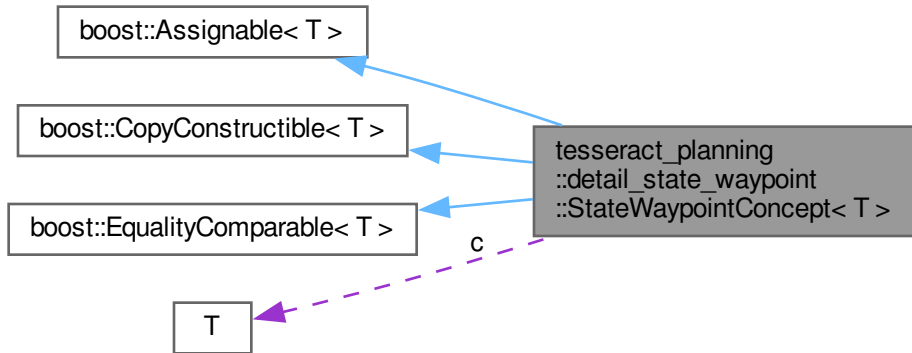 boost::Assignable< T >
boost::CopyConstructible< T >
boost::EqualityComparable< T >
T
c
tesseract_planning
::detail_state_waypoint
::StateWaypointConcept< T >